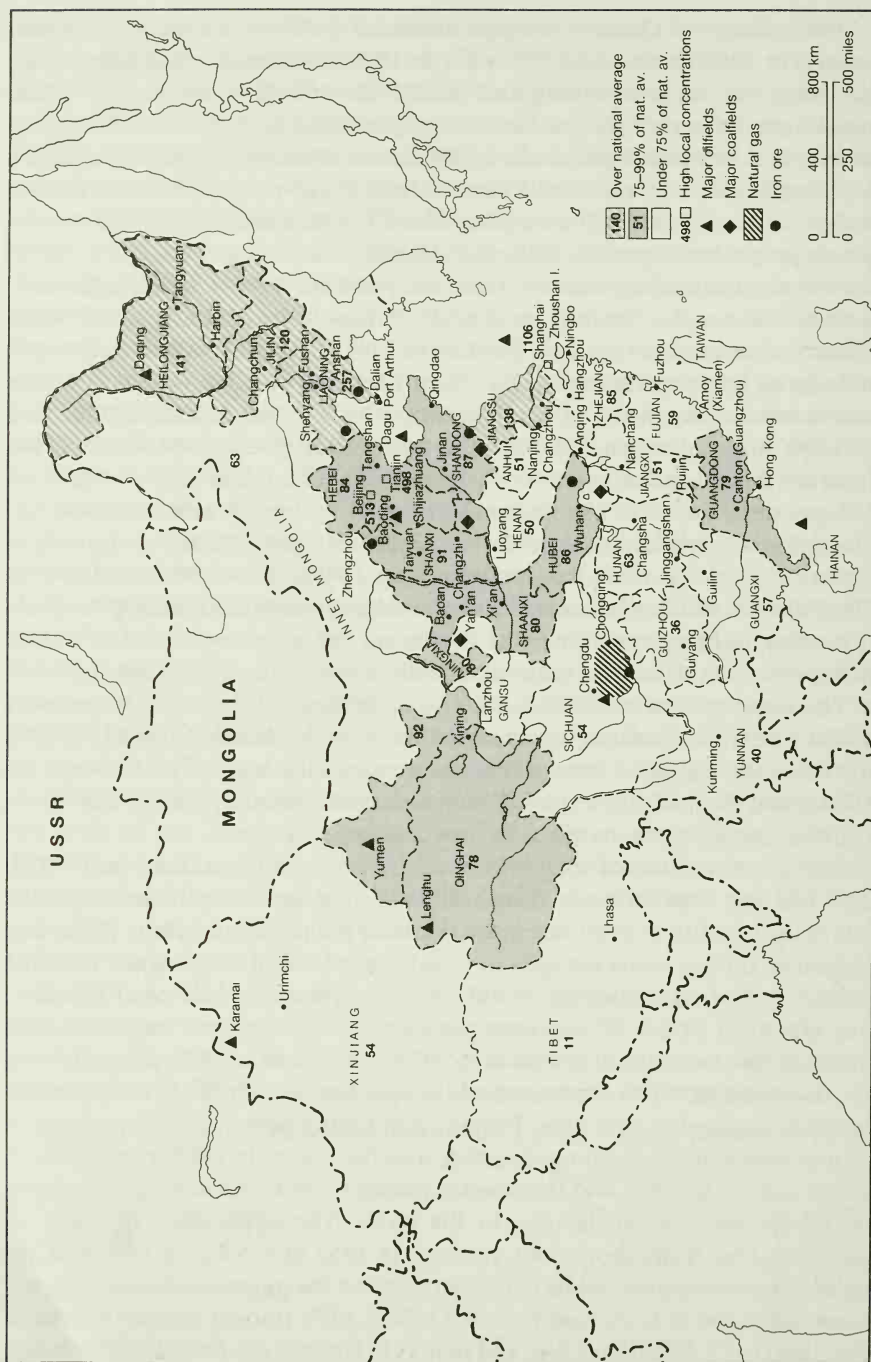 USSR
MONGOLIA
INNER MONGOLIA
63
Karamai
Urimchi
XINJIANG
54
TIBET
11
Lhasa
Yumen
Lenghu
QINGHAI
78
92
Xining
Lanzhou
GANSU
NINGXIA
80
Daqing
HEILONGJIANG
141
Tangyuan
Harbin
Changchun
JILIN
120
Shenyang
Fushan
LIAONING
Anshan
257
Dalian
Port Arthur
HEBEI
84
Beijing
513
Tangshan
Dagu
Tianjin
498
Baoding
Zhengzhou
Shijiazhuang
Taiyuan
SHANXI
91
Changzhi
Jinan
Qingdao
SHANDONG
87
Baoan
Yan'an
Xi'an
SHAANXI
80
Luoyang
HENAN
50
JIANGSU
138
ANHUI
51
Nanjing
Changzhou
1106
Shanghai
Zhoushan I.
Ningbo
Hangzhou
Anqing
ZHEJIANG
85
HUBEI
86
Wuhan
Chengdu
SICHUAN
54
Chongqing
HUNAN
63
Changsha
Nanchang
JIANGXI
51
Jinggangshan
Ruijin
FUJIAN
59
Fuzhou
Amoy
(Xiamen)
TAIWAN
GUIZHOU
36
Guiyang
Guilin
GUANGXI
57
GUANGDONG
79
Canton (Guangzhou)
Hong Kong
HAINAN
Kunming
YUNNAN
40
140 Over national average
51 75–99% of nat. av.
Under 75% of nat. av.
498 High local concentrations
Major oilfields
Major coalfields
Natural gas
Iron ore
0 400 800 km
0 250 500 miles